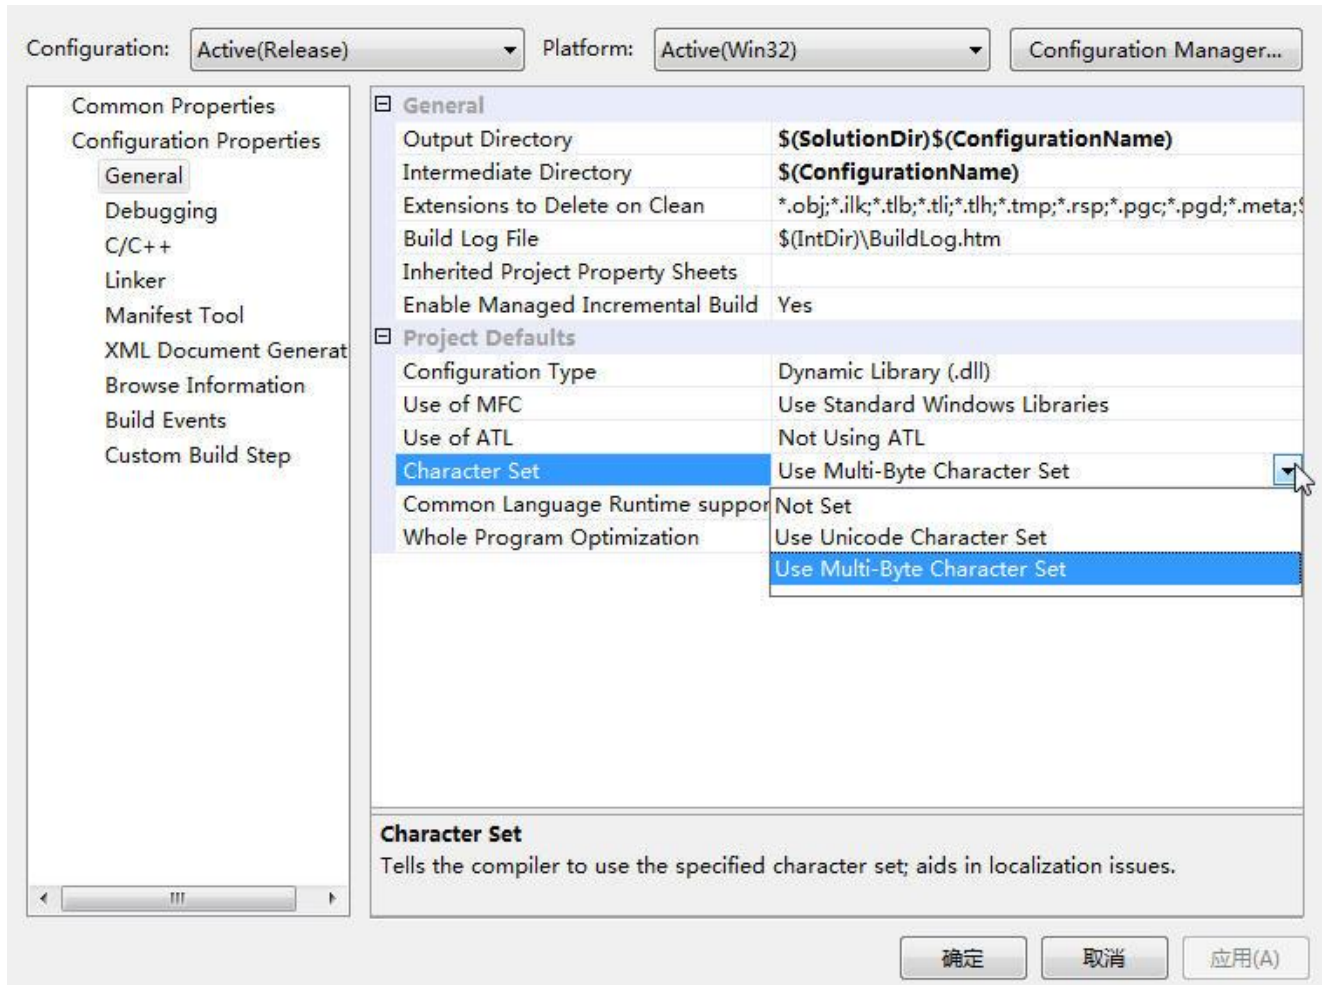 Configuration: Active(Release) Platform: Active(Win32) Configuration Manager...
Common Properties
Configuration Properties
General
Debugging
C/C++
Linker
Manifest Tool
XML Document Generat
Browse Information
Build Events
Custom Build Step
General
Output Directory $(SolutionDir)$(ConfigurationName)
Intermediate Directory $(ConfigurationName)
Extensions to Delete on Clean *.obj;*.ilk;*.tlb;*.tli;*.tlh;*.tmp;*.rsp;*.pgc;*.pgd;*.meta;
Build Log File $(IntDir)\BuildLog.htm
Inherited Project Property Sheets
Enable Managed Incremental Build Yes
Project Defaults
Configuration Type Dynamic Library (.dll)
Use of MFC Use Standard Windows Libraries
Use of ATL Not Using ATL
Character Set Use Multi-Byte Character Set
Common Language Runtime suppor Not Set
Use Unicode Character Set
Whole Program Optimization
Use Multi-Byte Character Set
Character Set
Tells the compiler to use the specified character set; aids in localization issues.
确定 取消 应用(A)